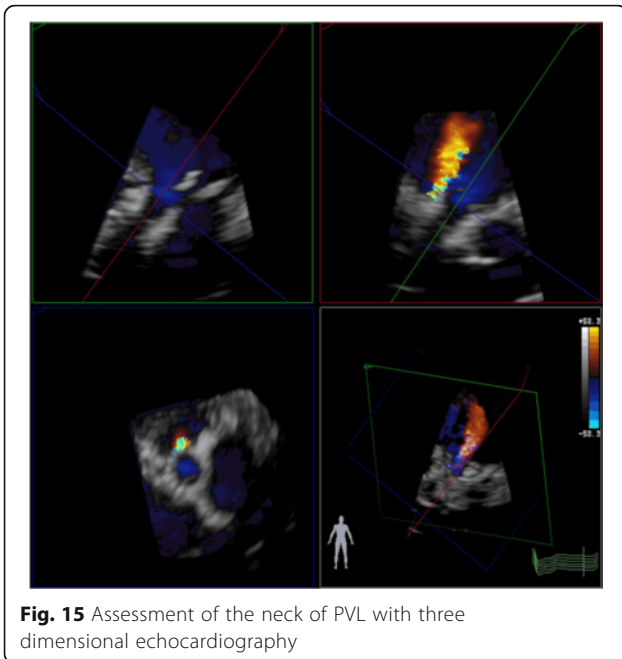 +50.3
-50.3
Fig. 15 Assessment of the neck of PVL with three
dimensional echocardiography